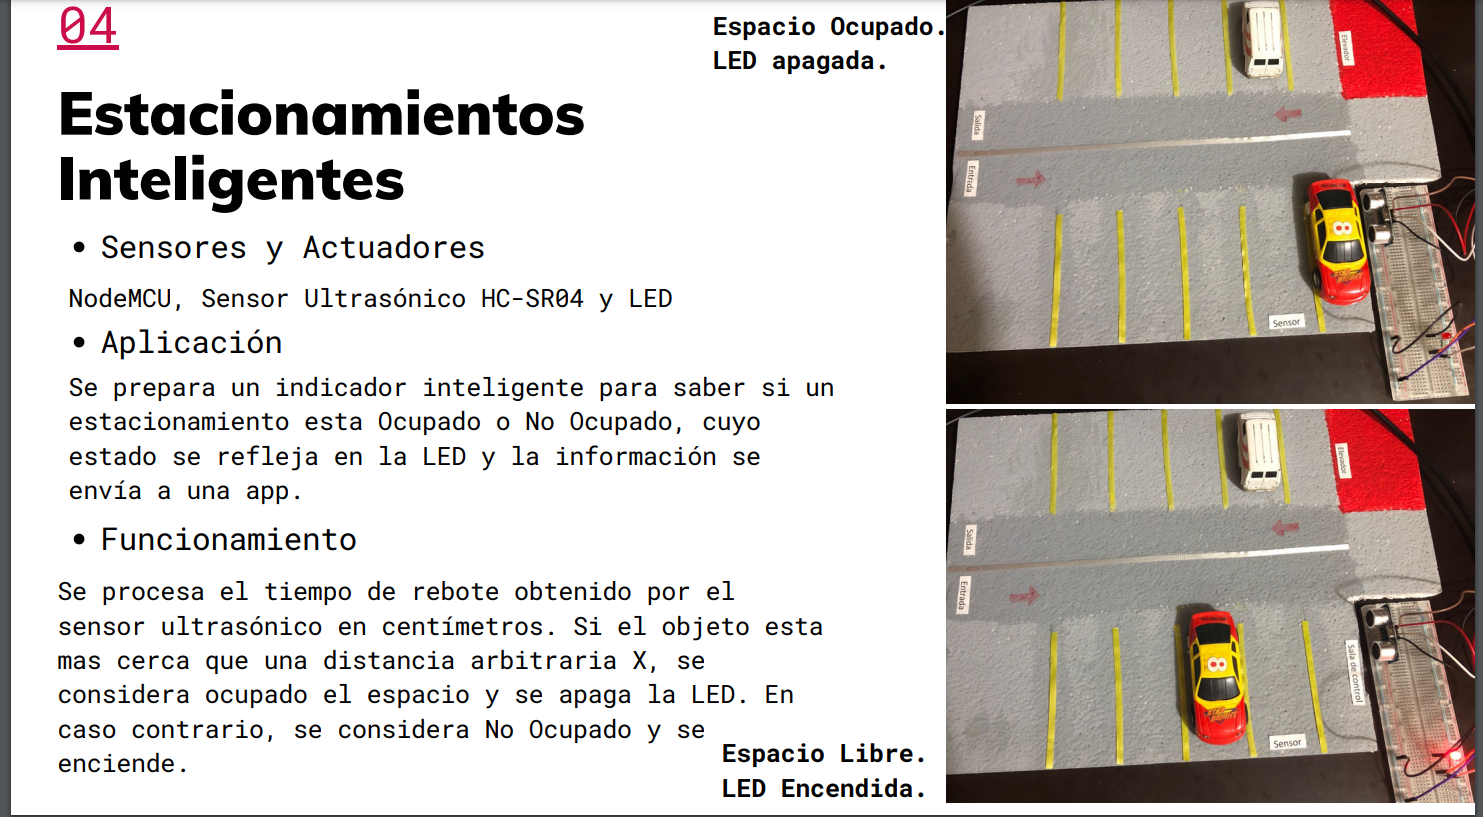 04
Espacio Ocupado.
LED apagada.
Estacionamientos
Inteligentes
• Sensores y Actuadores
NodeMCU, Sensor Ultrasónico HC-SR04 y LED
• Aplicación
Se prepara un indicador inteligente para saber si un
estacionamiento esta Ocupado o No Ocupado, cuyo
estado se refleja en la LED y la información se
envía a una app.
• Funcionamiento
Se procesa el tiempo de rebote obtenido por el
sensor ultrasónico en centímetros. Si el objeto esta
mas cerca que una distancia arbitraria X, se
considera ocupado el espacio y se apaga la LED. En
caso contrario, se considera No Ocupado y se
enciende.
Espacio Libre.
LED Encendida.
Elevador
Salida
Entrada
8
Sensor
Elevador
Salida
Entrada
8
Sala de control
Sensor